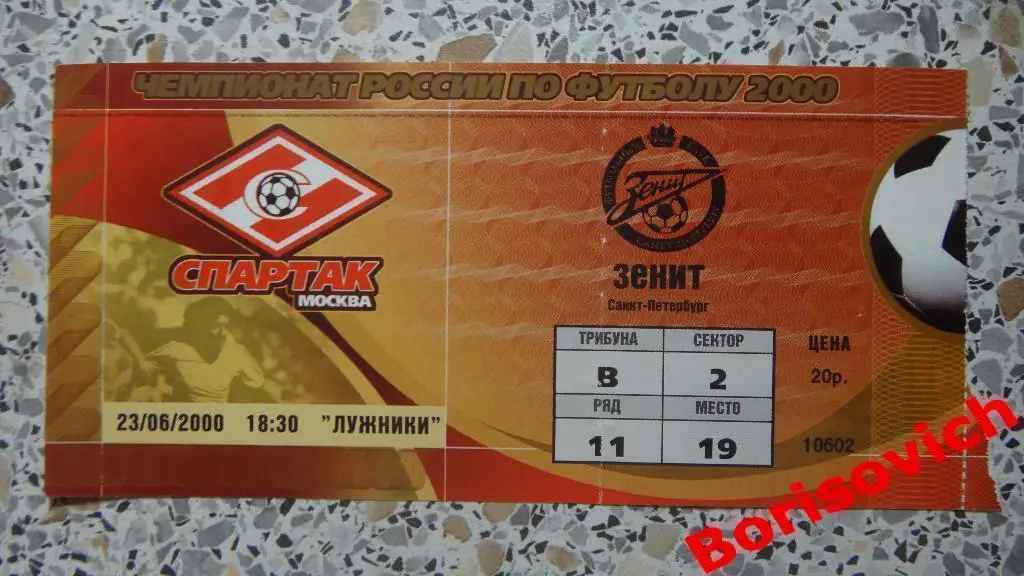 ЧЕМПИОНАТ РОССИИ ПО ФУТБОЛУ 2000
С
СПАРТАК
МОСКВА
Зенит
ЗЕНИТ
Санкт-Петербург
ТРИБУНА СЕКТОР ЦЕНА
В 2 20р.
РЯД МЕСТО
11 19 10602
23/06/2000 18:30 "ЛУЖНИКИ"
Borisovich